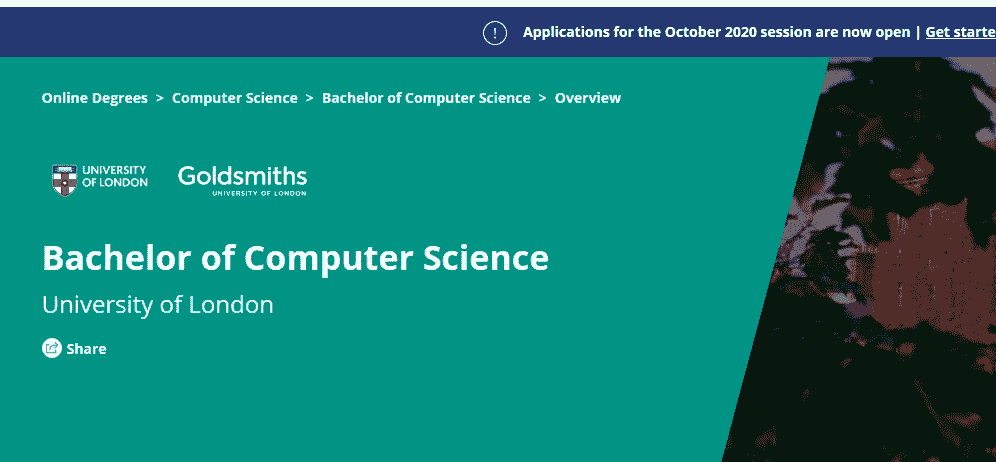 ! Applications for the October 2020 session are now open | Get starte
Online Degrees > Computer Science > Bachelor of Computer Science > Overview
UNIVERSITY OF LONDON
Goldsmiths
UNIVERSITY OF LONDON
Bachelor of Computer Science
University of London
Share